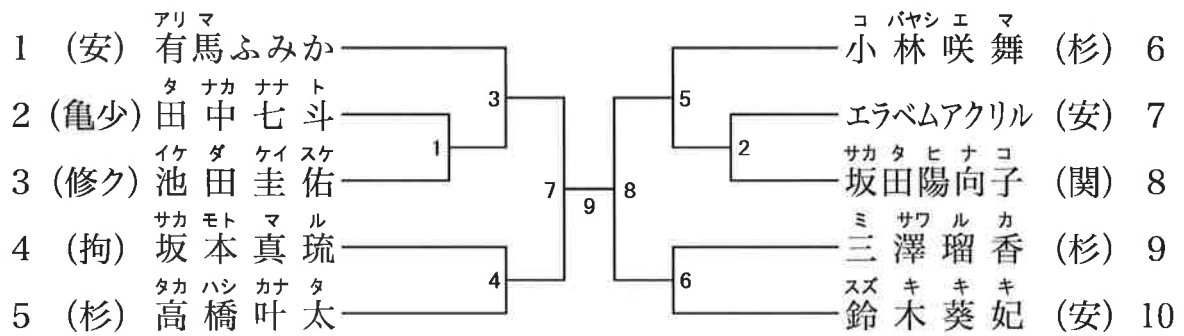 アリ マ
1 (安) 有馬ふみか
タ ナカ ナナ ト
2 (亀少) 田中七斗
イケ ダ ケイ スケ
3 (修ク) 池田圭佑
サカ モト マ ル
4 (拘) 坂本真琉
タカ ハシ カナ タ
5 (杉) 高橋叶太
3
1
4
7
9
8
5
2
6
コ バヤシ エ マ
小林咲舞 (杉) 6
エラベムアクリル (安) 7
サカ タ ヒ ナ コ
坂田陽向子 (関) 8
ミ サワ ル カ
三澤瑠香 (杉) 9
スズ キ キ キ
鈴木葵妃 (安) 10